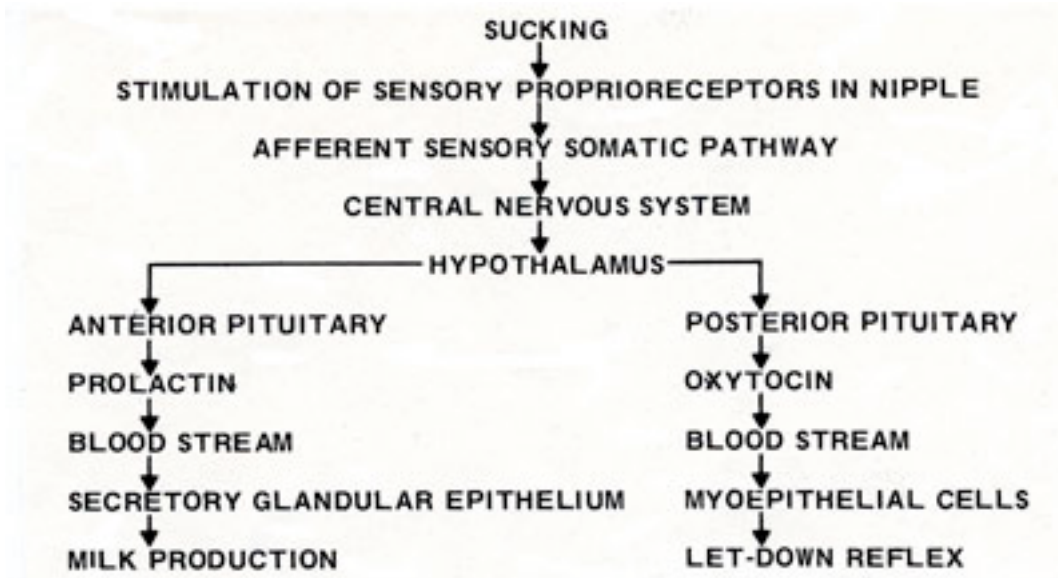 SUCKING
STIMULATION OF SENSORY PROPRIORECEPTORS IN NIPPLE
AFFERENT SENSORY SOMATIC PATHWAY
CENTRAL NERVOUS SYSTEM
HYPOTHALAMUS
ANTERIOR PITUITARY
POSTERIOR PITUITARY
PROLACTIN
OXYTOCIN
BLOOD STREAM
BLOOD STREAM
SECRETORY GLANDULAR EPITHELIUM
MYOEPITHELIAL CELLS
MILK PRODUCTION
LET-DOWN REFLEX